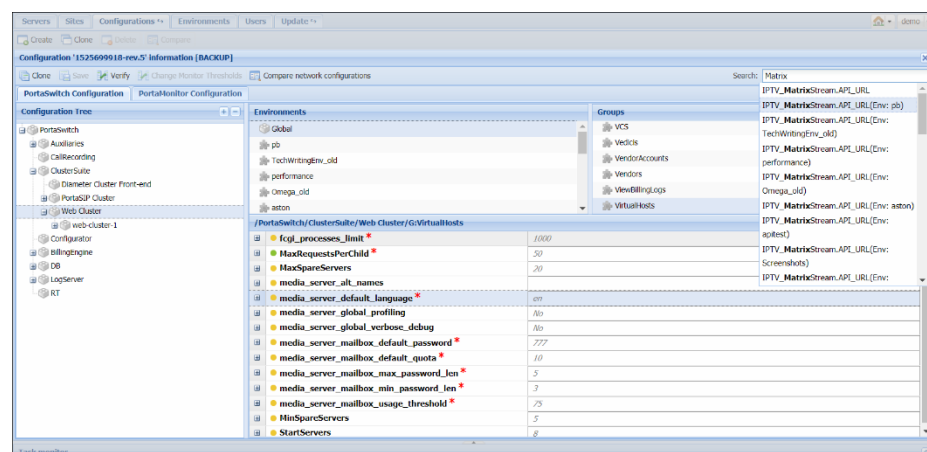 Servers Sites Configurations Environments Users Update demo
Create Clone Delete Compare
Configuration '1525699918-rev.5' information [BACKUP]
Clone Save Verify Change Monitor Thresholds Compare network configurations Search: Matrix
PortaSwitch Configuration PortaMonitor Configuration
Configuration Tree
PortaSwitch
Auxiliaries
CallRecording
ClusterSuite
Diameter Cluster Front-end
PortaSIP Cluster
Web Cluster
web-cluster-1
Configurator
BillingEngine
DB
LogServer
RT
Environments
Global
pb
TechWritingEnv_old
performance
Omega_old
aston
Groups
VCS
Vedicis
VendorAccounts
Vendors
ViewBillingLogs
VirtualHosts
IPTV_MatrixStream.API_URL
IPTV_MatrixStream.API_URL(Env: pb)
IPTV_MatrixStream.API_URL(Env:
TechWritingEnv_old)
IPTV_MatrixStream.API_URL(Env:
performance)
IPTV_MatrixStream.API_URL(Env:
Omega_old)
IPTV_MatrixStream.API_URL(Env: aston)
IPTV_MatrixStream.API_URL(Env:
apitest)
IPTV_MatrixStream.API_URL(Env:
Screenshots)
IPTV_MatrixStream.API_URL(Env:
/PortaSwitch/ClusterSuite/Web Cluster/G:VirtualHosts
fcgi_processes_limit * 1000
MaxRequestsPerChild * 50
MaxSpareServers 20
media_server_alt_names
media_server_default_language * en
media_server_global_profiling No
media_server_global_verbose_debug No
media_server_mailbox_default_password * 777
media_server_mailbox_default_quota * 10
media_server_mailbox_max_password_len * 5
media_server_mailbox_min_password_len * 3
media_server_mailbox_usage_threshold * 75
MinSpareServers 5
StartServers 8
Task monitor